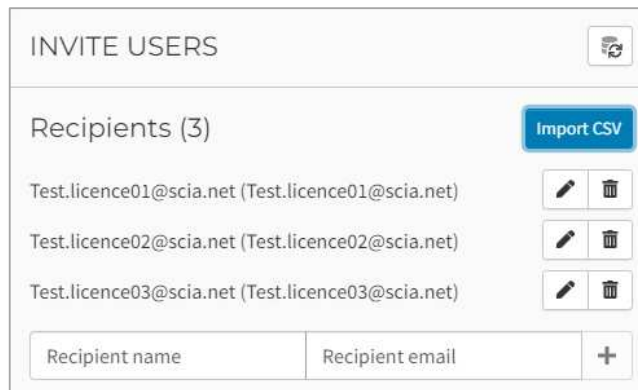 INVITE USERS
Recipients (3) Import CSV
Test.licence01@scia.net (Test.licence01@scia.net)
Test.licence02@scia.net (Test.licence02@scia.net)
Test.licence03@scia.net (Test.licence03@scia.net)
Recipient name Recipient email +